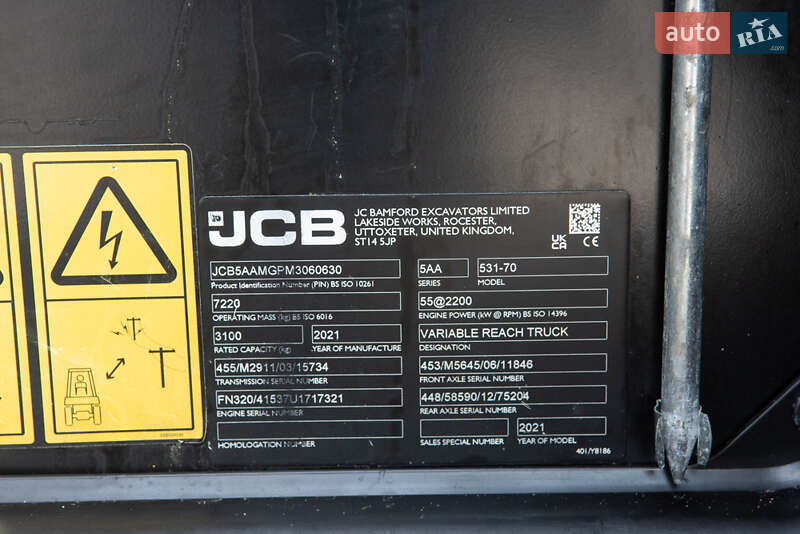 auto RIA .com
JCB
JC BAMFORD EXCAVATORS LIMITED
LAKESIDE WORKS, ROCESTER,
UTTOXETER, UNITED KINGDOM,
ST14 5JP
UK CA CE
JCB5AAMGPM3060630
Product Identification Number (PIN) BS ISO 10261
5AA
SERIES
531-70
MODEL
7220
OPERATING MASS (kg) BS ISO 6016
55@2200
ENGINE POWER (kW @ RPM) BS ISO 14396
3100
RATED CAPACITY (kg)
2021
YEAR OF MANUFACTURE
VARIABLE REACH TRUCK
DESIGNATION
455/M2911/03/15734
TRANSMISSION SERIAL NUMBER
453/M5645/06/11846
FRONT AXLE SERIAL NUMBER
FN320/41537U1717321
ENGINE SERIAL NUMBER
448/58590/12/75204
REAR AXLE SERIAL NUMBER
HOMOLOGATION NUMBER
SALES SPECIAL NUMBER
2021
YEAR OF MODEL
401/Y8186